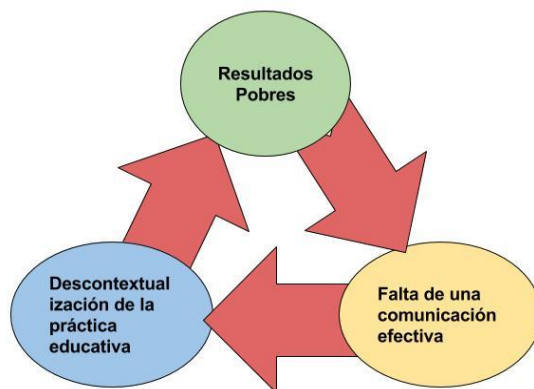 Resultados
Pobres
Descontextual
ización de la
práctica
educativa
Falta de una
comunicación
efectiva